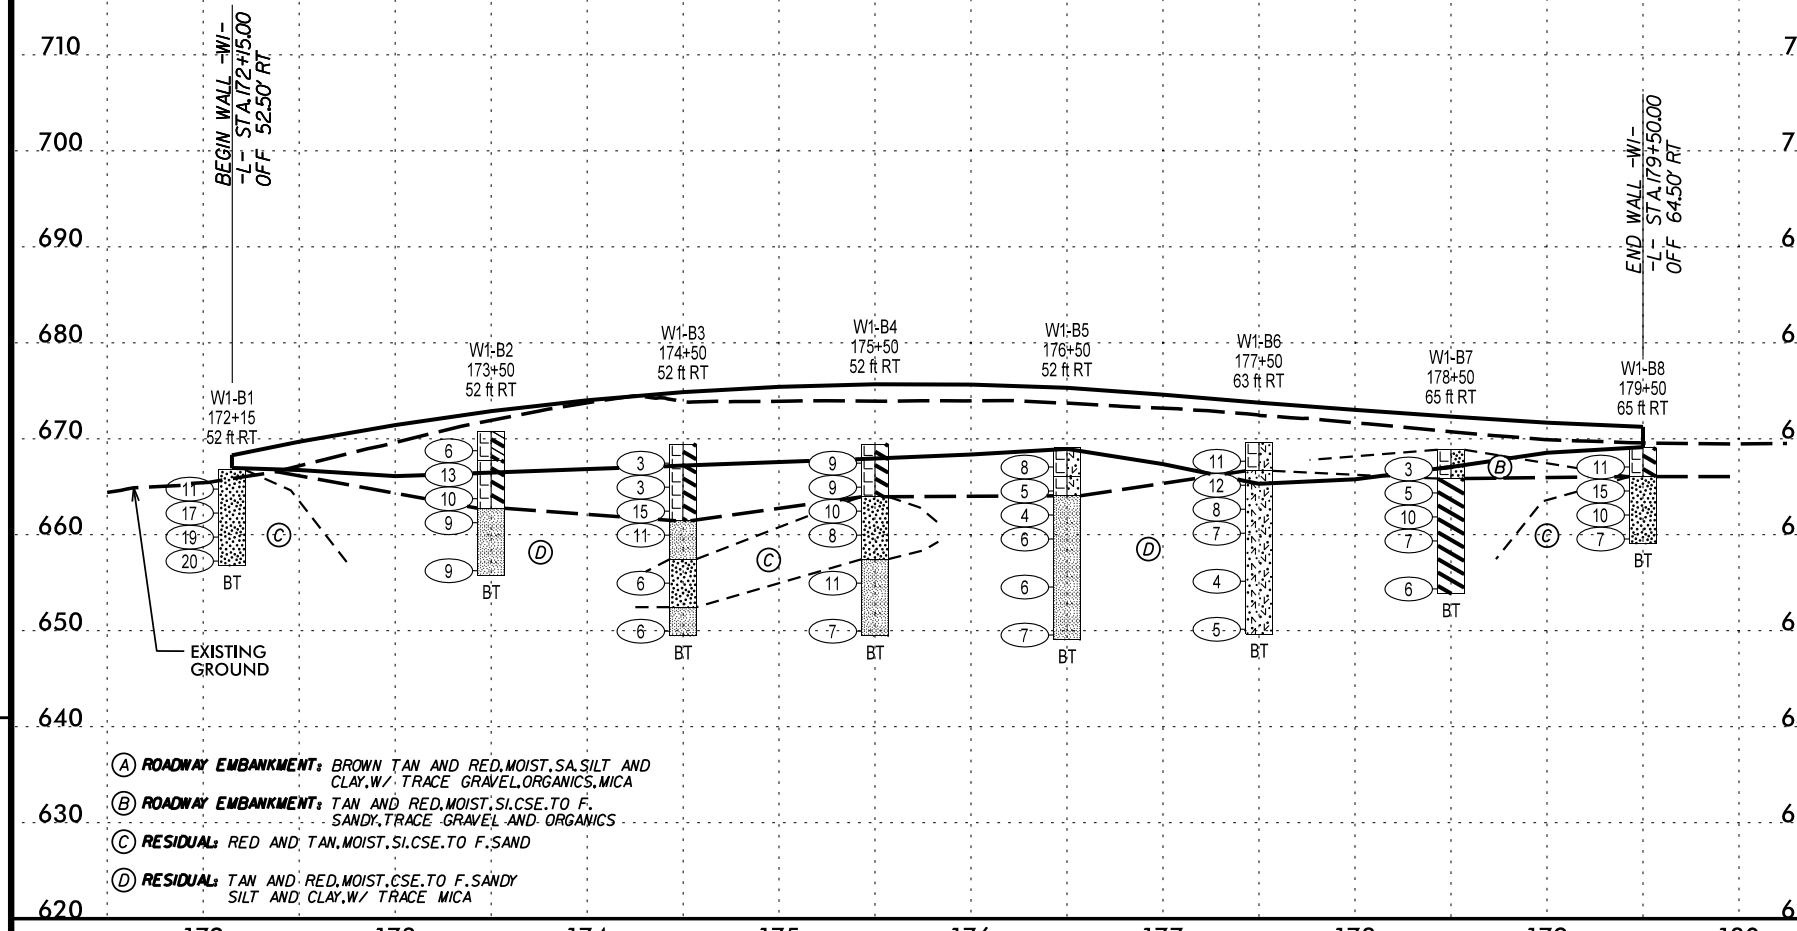 710
7
700
7
690
6
680
6
670
6
660
6
650
6
640
6
630
6
620
6
BEGIN WALL -W1-
-L- STA.172+15.00
OFF 52.50' RT
END WALL -W1-
-L- STA.179+50.00
OFF 64.50' RT
W1-B1
172+15
52 ft RT
11
17
19
20
BT
W1-B2
173+50
52 ft RT
6
13
10
9
9
BT
W1-B3
174+50
52 ft RT
3
3
15
11
6
6
BT
W1-B4
175+50
52 ft RT
9
9
10
8
11
7
BT
W1-B5
176+50
52 ft RT
8
5
4
6
6
7
BT
W1-B6
177+50
63 ft RT
11
12
8
7
4
5
BT
W1-B7
178+50
65 ft RT
3
5
10
7
6
BT
W1-B8
179+50
65 ft RT
11
15
10
7
BT
L
L
L
L
L
L
L
L
L
L
L
L
L
C
D
C
D
B
C
EXISTING
GROUND
A ROADWAY EMBANKMENT: BROWN TAN AND RED,MOIST,SA.SILT AND
CLAY,W/ TRACE GRAVEL,ORGANICS,MICA
B ROADWAY EMBANKMENT: TAN AND RED,MOIST,SI.CSE.TO F.
SANDY,TRACE GRAVEL AND ORGANICS
C RESIDUAL: RED AND TAN,MOIST,SI.CSE.TO F.SAND
D RESIDUAL: TAN AND RED,MOIST,CSE.TO F.SANDY
SILT AND CLAY,W/ TRACE MICA